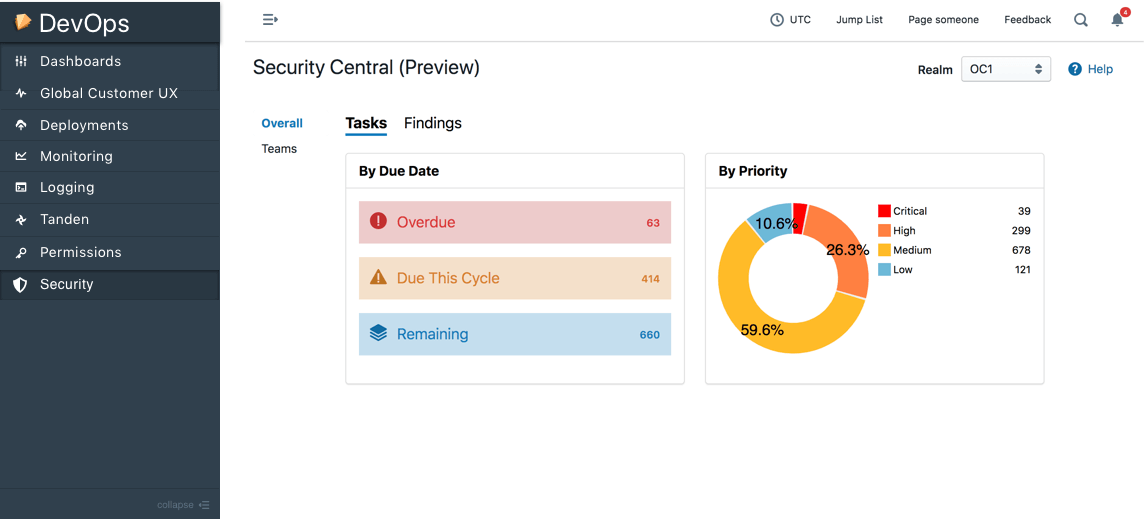 DevOps
Dashboards
Global Customer UX
Deployments
Monitoring
Logging
Tanden
Permissions
Security
collapse
UTC Jump List Page someone Feedback 4
Security Central (Preview)
Realm OC1 Help
Overall
Teams
Tasks Findings
By Due Date
Overdue 63
Due This Cycle 414
Remaining 660
By Priority
10.6%
26.3%
59.6%
Critical 39
High 299
Medium 678
Low 121